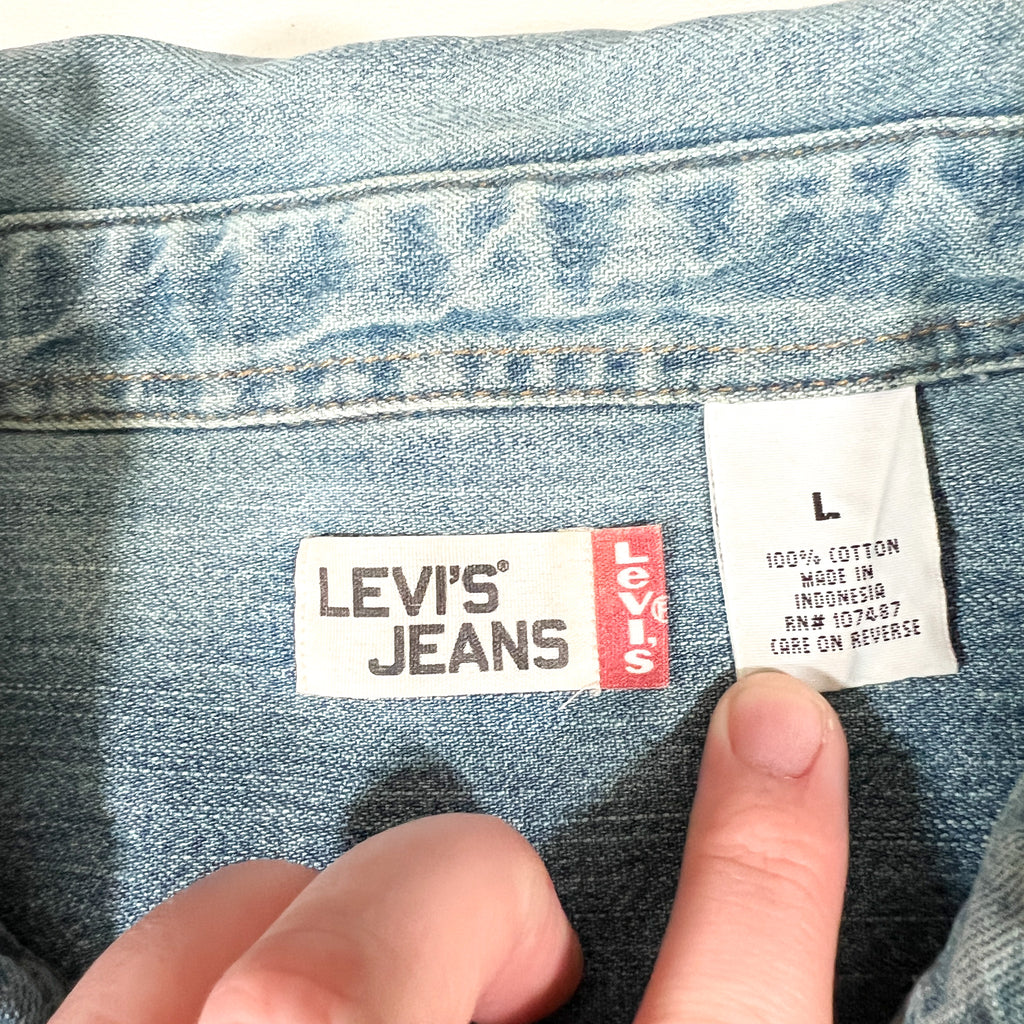 LEVI'S®
JEANS
Levi's®
L
100% COTTON
MADE IN
INDONESIA
RN# 107487
CARE ON REVERSE